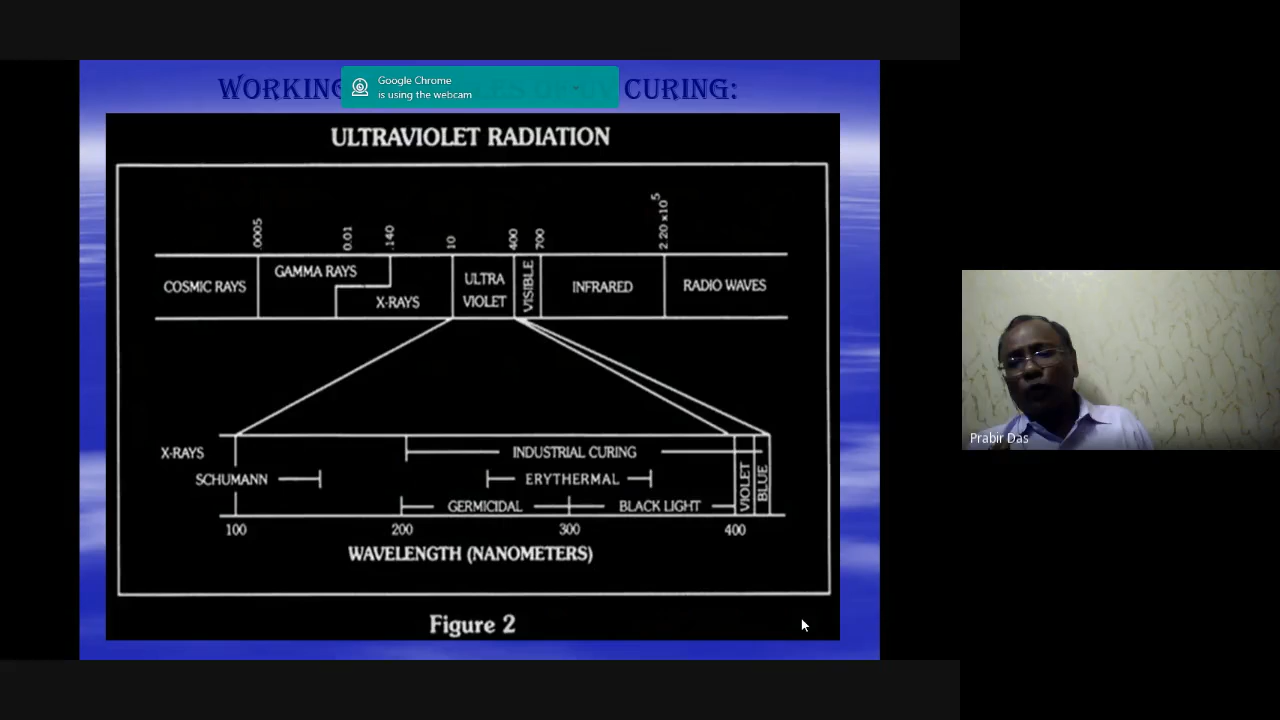 WORKING
CURING:
Google Chrome
is using the webcam
ULTRAVIOLET RADIATION
.0005
0.01
.140
10
400
700
2.20 x10 5
COSMIC RAYS
GAMMA RAYS
X-RAYS
ULTRA
VIOLET
VISIBLE
INFRARED
RADIO WAVES
X-RAYS
INDUSTRIAL CURING
SCHUMANN
ERYTHERMAL
GERMICIDAL
BLACK LIGHT
VIOLET
BLUE
100
200
300
400
WAVELENGTH (NANOMETERS)
Figure 2
Prabir Das